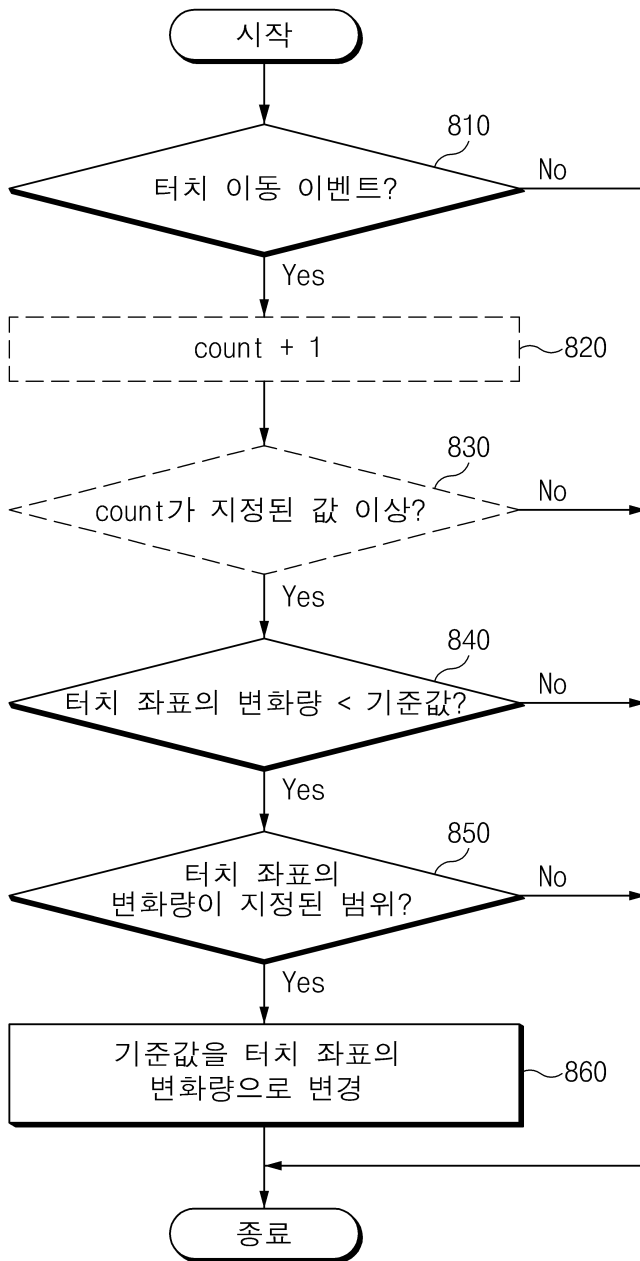 시작
810
터치 이동 이벤트?
No
Yes
count + 1
820
830
count가 지정된 값 이상?
No
Yes
840
터치 좌표의 변화량 < 기준값?
No
Yes
850
터치 좌표의
변화량이 지정된 범위?
No
Yes
기준값을 터치 좌표의
변화량으로 변경
860
종료